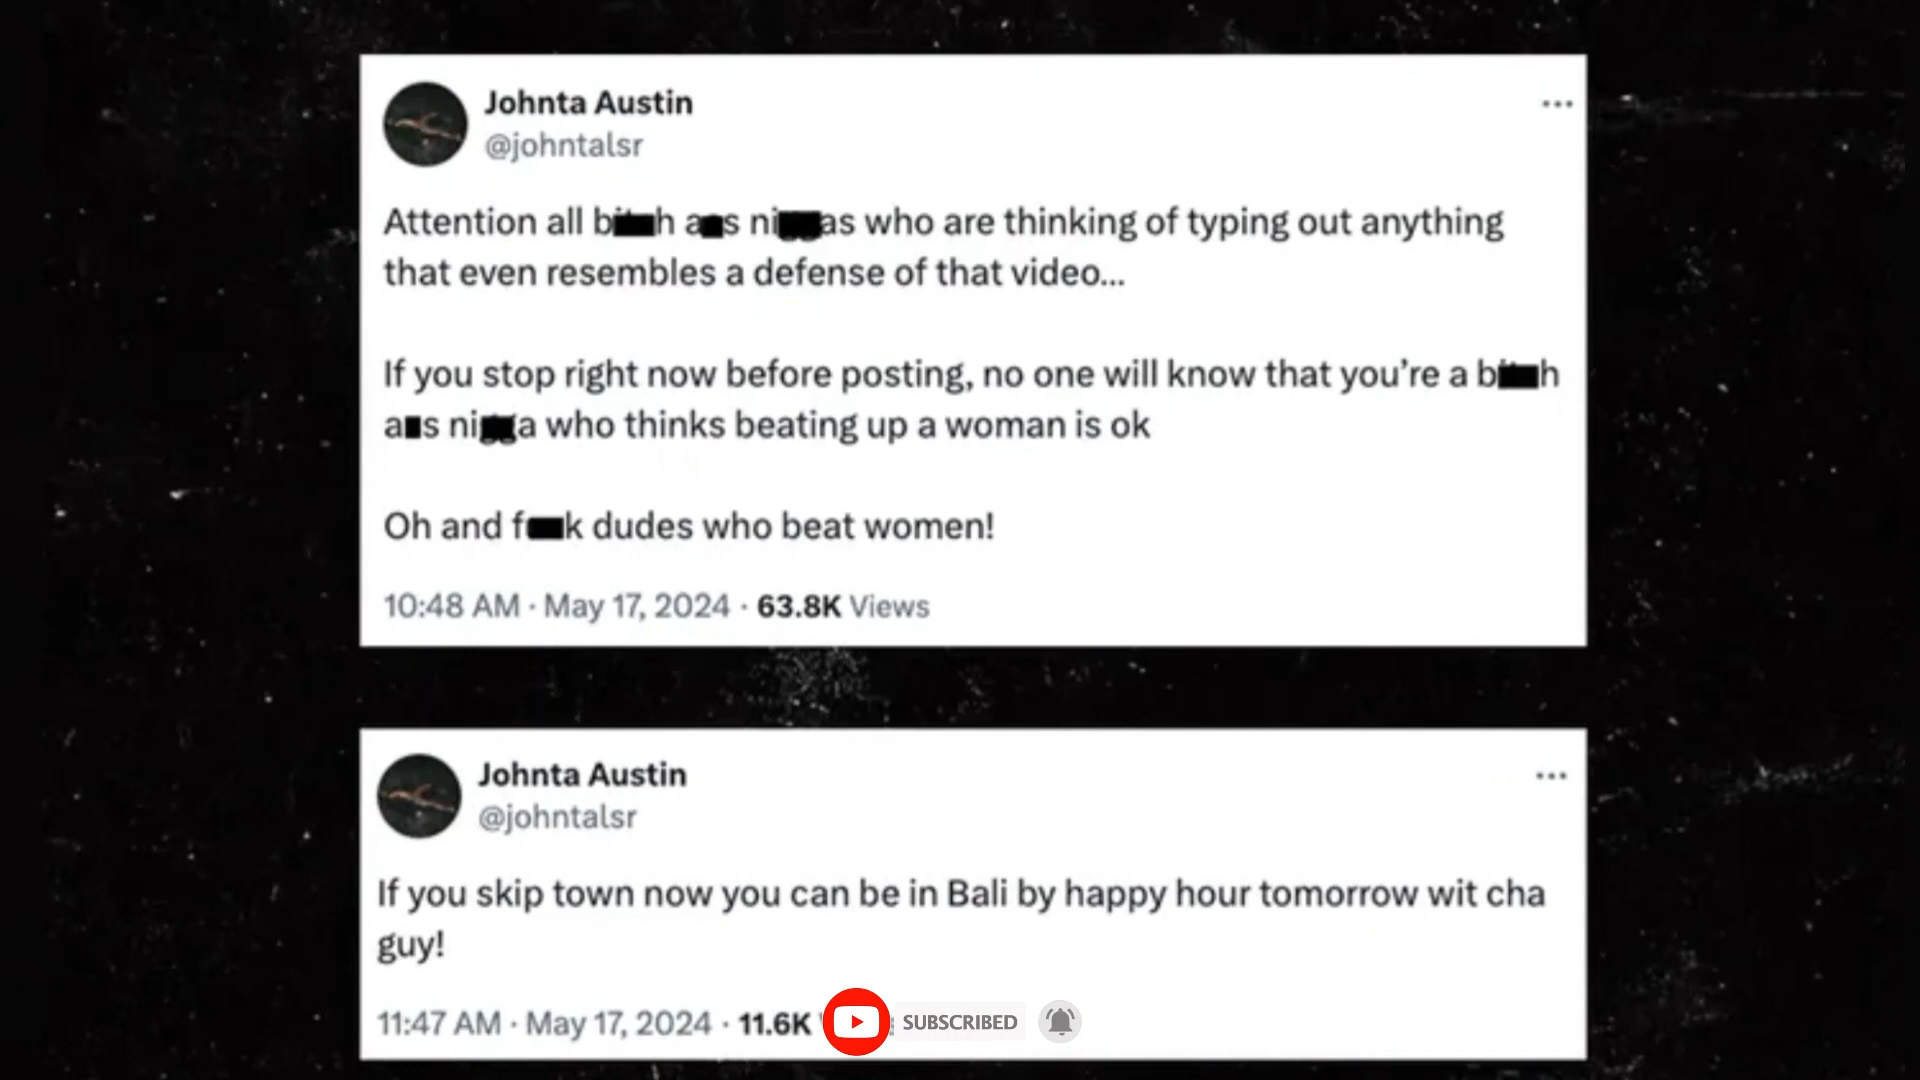 Johnta Austin
@johntalsr
Attention all b h a s ni as who are thinking of typing out anything
that even resembles a defense of that video...
If you stop right now before posting, no one will know that you're a b h
a s ni a who thinks beating up a woman is ok
Oh and f k dudes who beat women!
10:48 AM · May 17, 2024 · 63.8K Views
Johnta Austin
@johntalsr
If you skip town now you can be in Bali by happy hour tomorrow wit cha
guy!
11:47 AM · May 17, 2024 · 11.6K
SUBSCRIBED